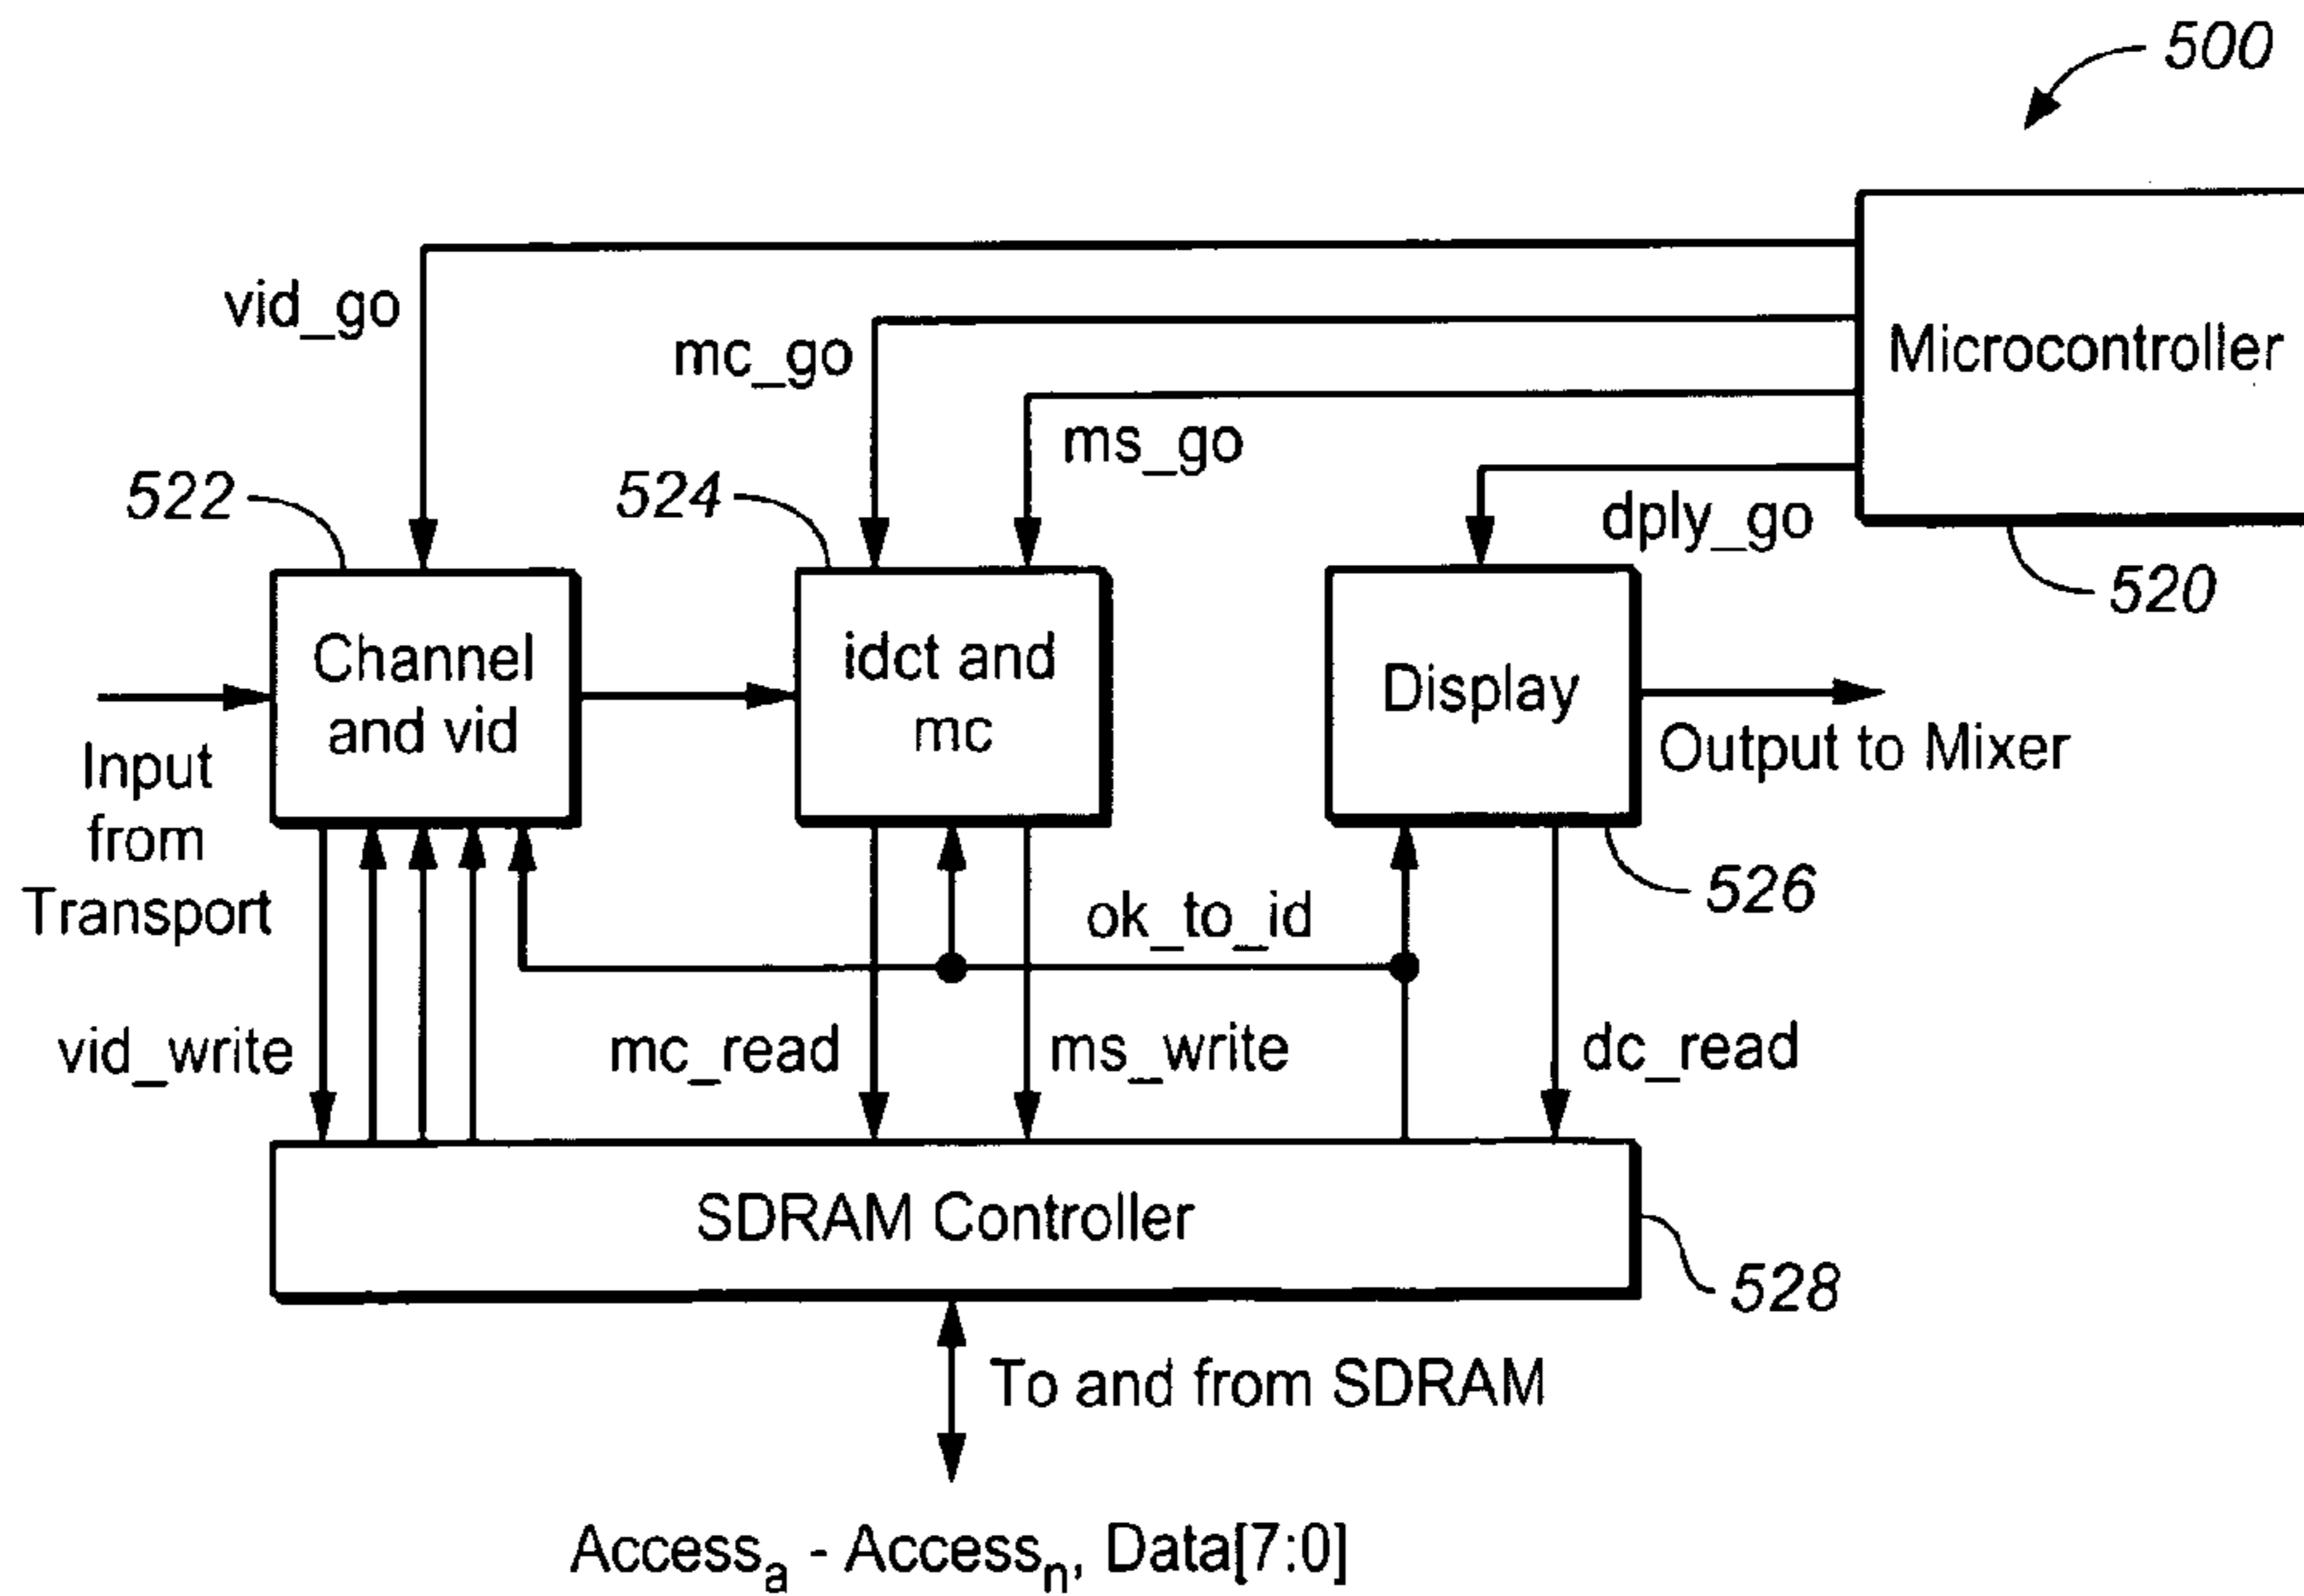 500
vid_go
mc_go
Microcontroller
ms_go
522
524
dply_go
520
Channel
and vid
idct and
mc
Display
Input
from
Transport
Output to Mixer
526
ok_to_id
vid_write
mc_read
ms_write
dc_read
SDRAM Controller
528
To and from SDRAM
Accessₐ - Accessₙ, Data[7:0]